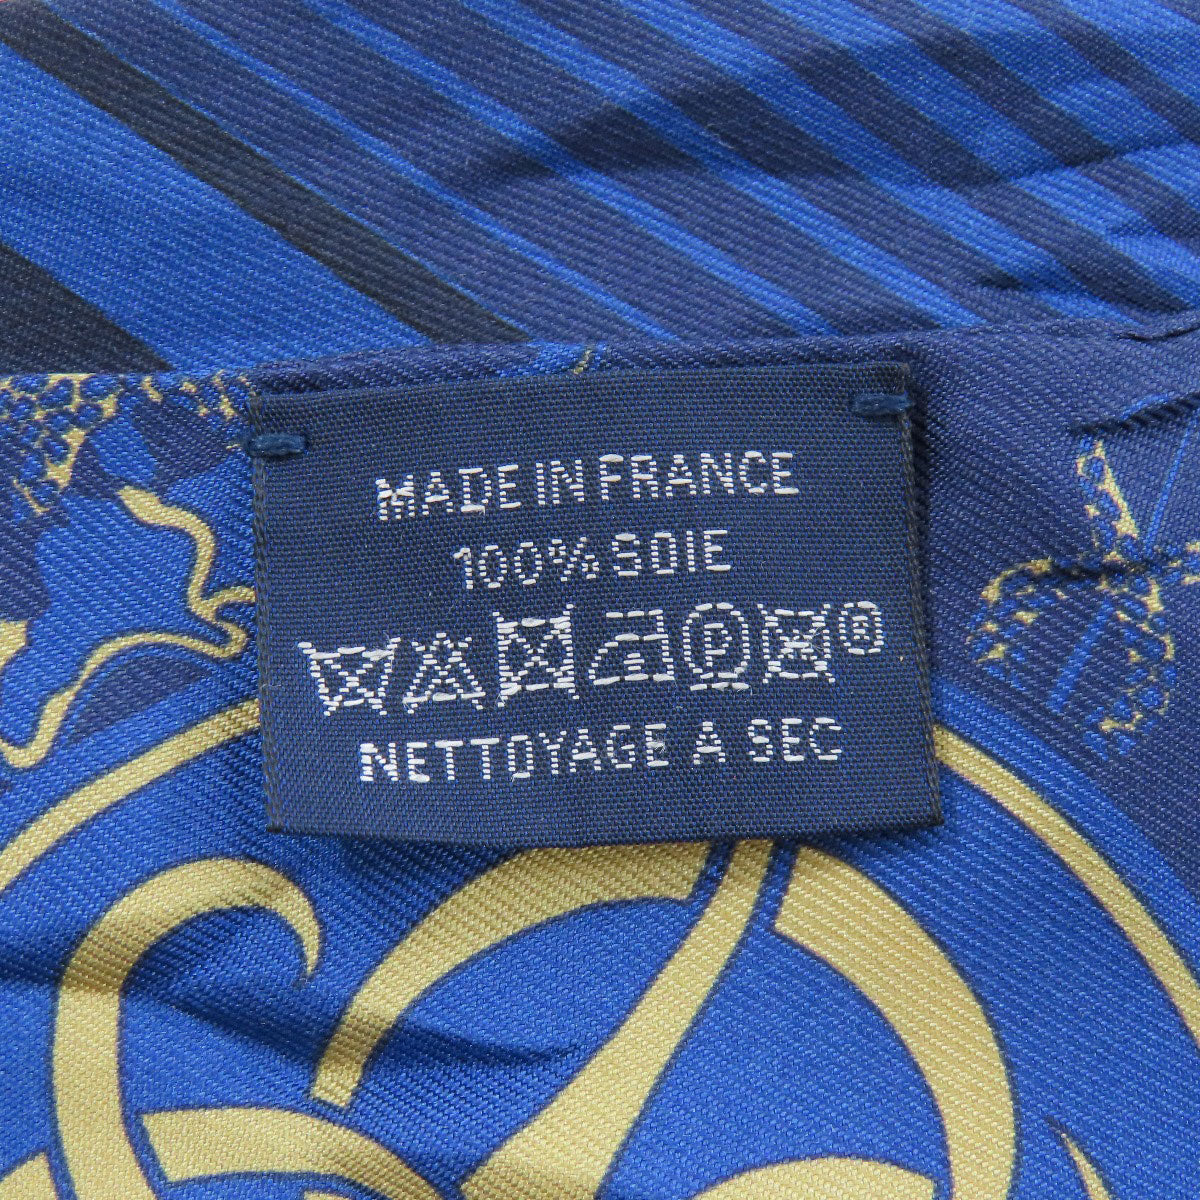 MADE IN FRANCE
100% SOIE
P ®
NETTOYAGE A SEC